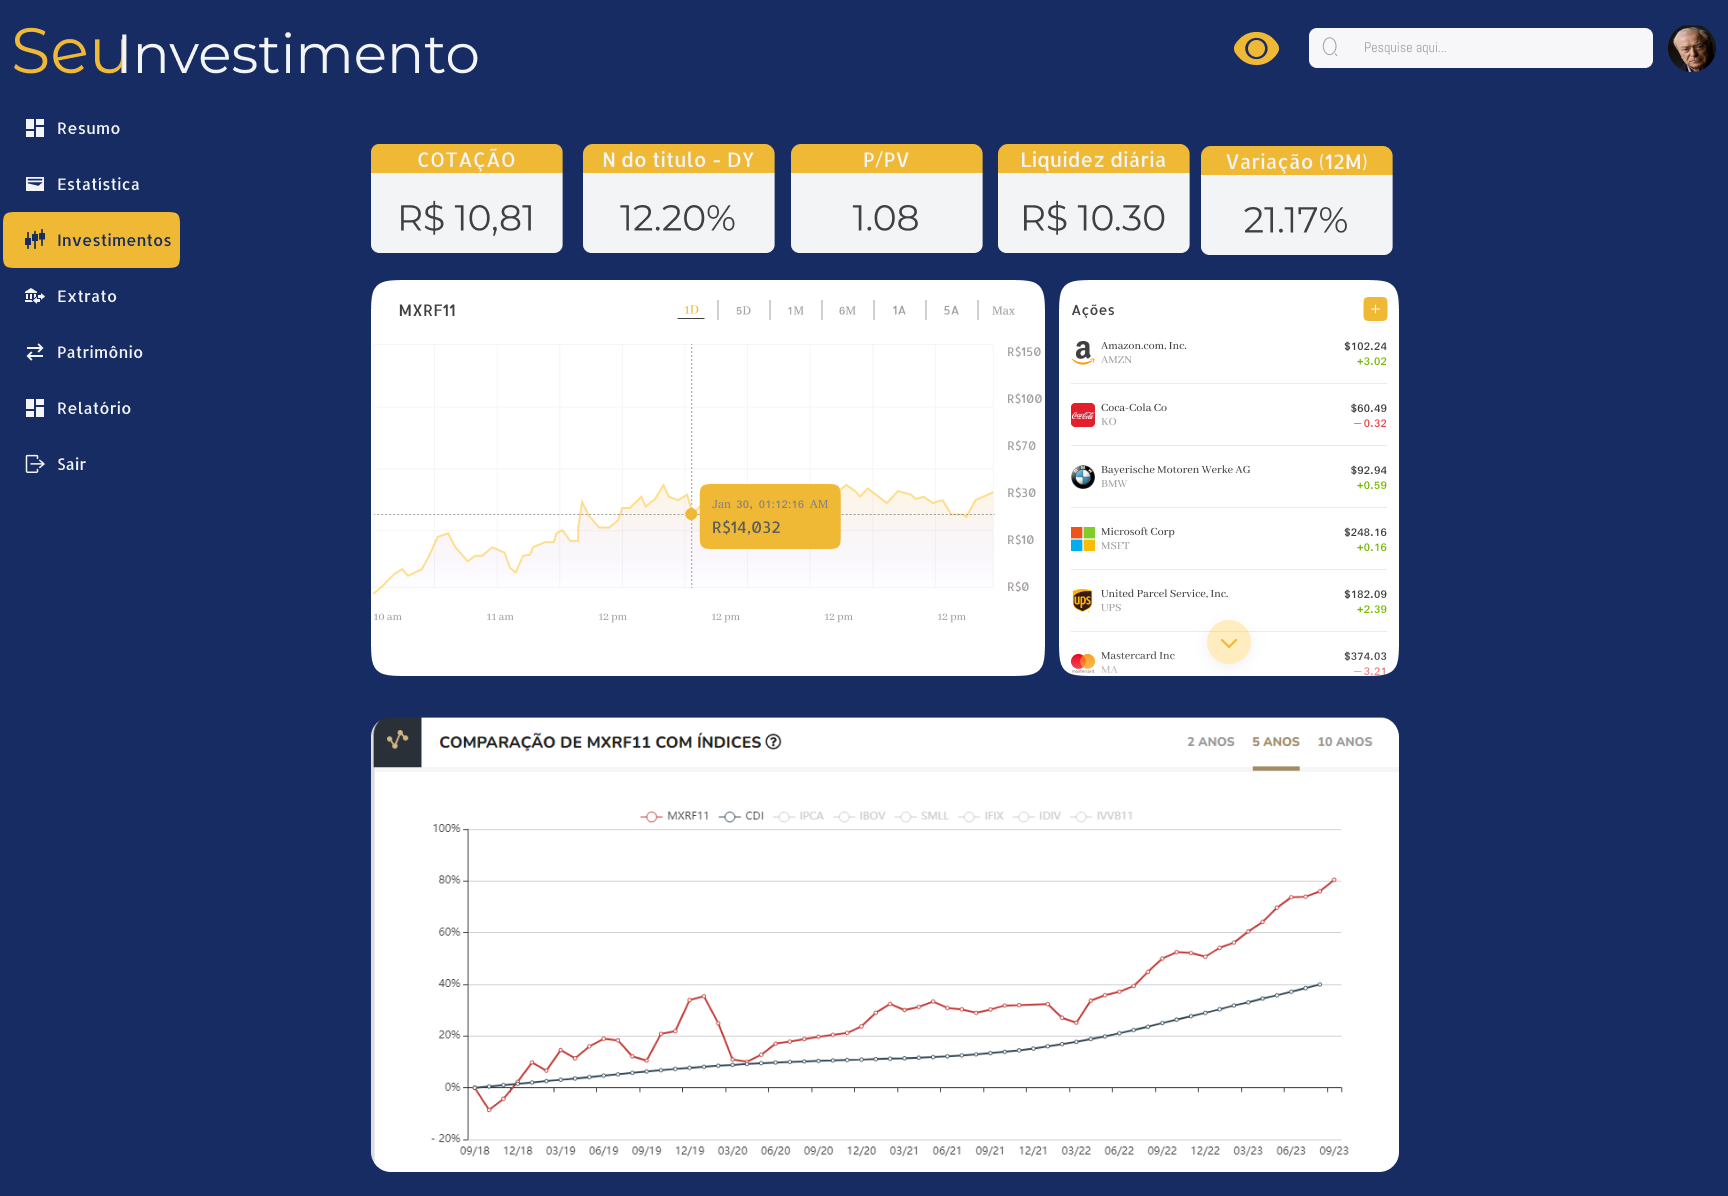 SeuInvestimento
Pesquise aqui...
Resumo
Estatística
Investimentos
Extrato
Patrimônio
Relatório
Sair
COTAÇÃO
R$ 10,81
N do titulo - DY
12.20%
P/PV
1.08
Liquidez diária
R$ 10.30
Variação (12M)
21.17%
MXRF11
1D 5D 1M 6M 1A 5A Max
R$150
R$100
R$70
R$30
R$10
R$0
Jan 30, 01:12:16 AM
R$14,032
10 am 11 am 12 pm 12 pm 12 pm 12 pm
Ações
+
Amazon.com, Inc. $102.24
AMZN +3.02
Coca-Cola
Coca-Cola Co $60.49
KO −0.32
Bayerische Motoren Werke AG $92.94
BMW +0.59
Microsoft Corp $248.16
MSFT +0.16
ups
United Parcel Service, Inc. $182.09
UPS +2.39
Mastercard Inc $374.03
MA −3.21
COMPARAÇÃO DE MXRF11 COM ÍNDICES
2 ANOS 5 ANOS 10 ANOS
MXRF11 CDI IPCA IBOV SMLL IFIX IDIV IVVB11
100%
80%
60%
40%
20%
0%
- 20%
09/18 12/18 03/19 06/19 09/19 12/19 03/20 06/20 09/20 12/20 03/21 06/21 09/21 12/21 03/22 06/22 09/22 12/22 03/23 06/23 09/23